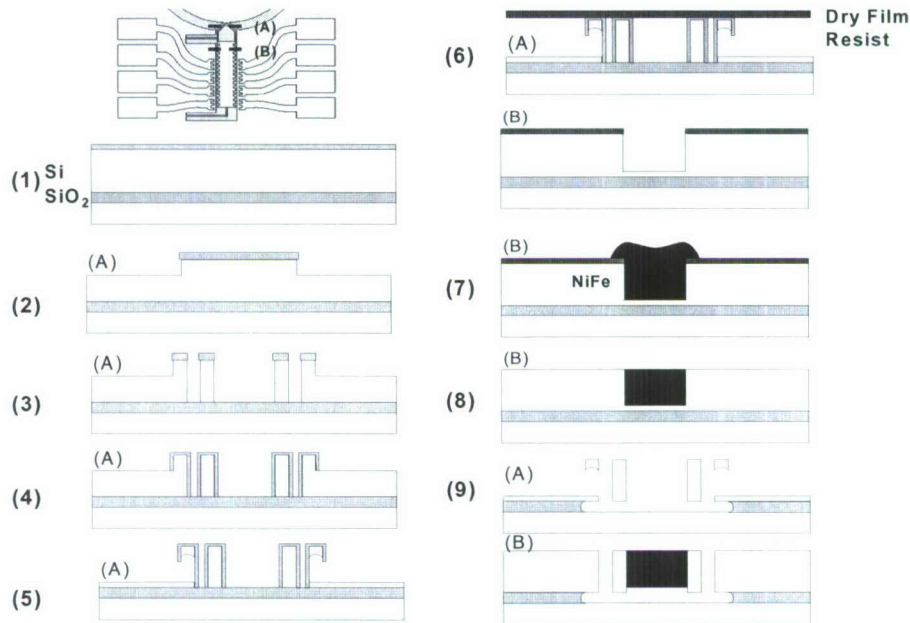 (A)
(B)
(1) Si
SiO2
(A)
(2)
(A)
(3)
(A)
(4)
(A)
(5)
Dry Film
Resist
(6)
(A)
(B)
(B)
(7)
NiFe
(B)
(8)
(A)
(9)
(B)